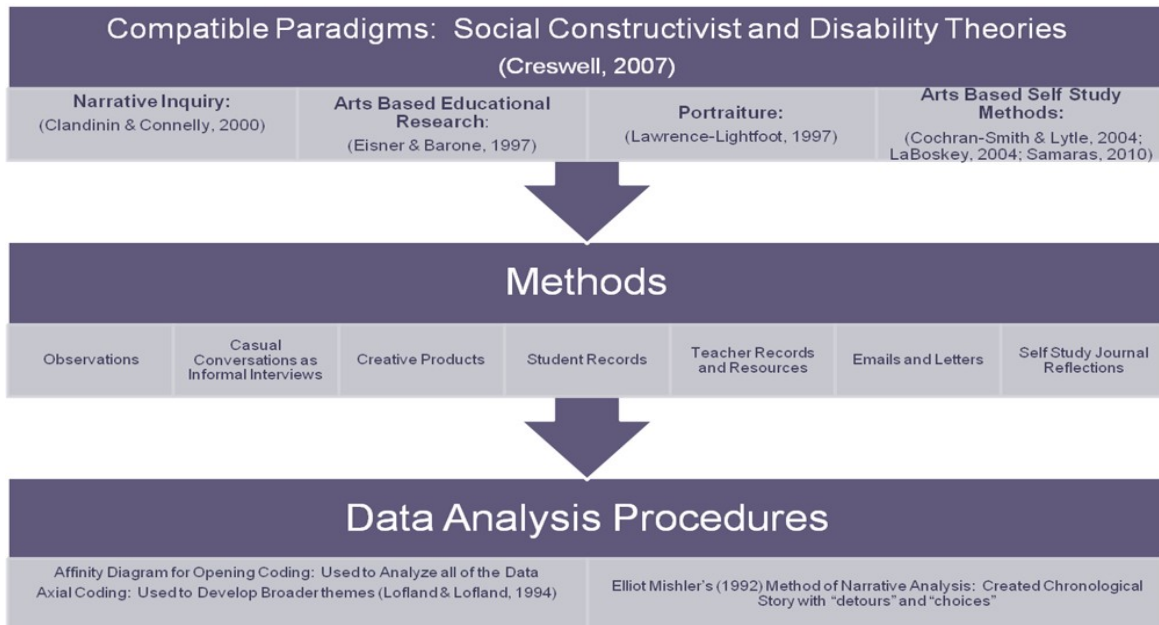 Compatible Paradigms: Social Constructivist and Disability Theories
(Creswell, 2007)
Narrative Inquiry:
(Clandinin & Connelly, 2000)
Arts Based Educational
Research:
(Eisner & Barone, 1997)
Portraiture:
(Lawrence-Lightfoot, 1997)
Arts Based Self Study
Methods:
(Cochran-Smith & Lytle, 2004;
LaBoskey, 2004; Samaras, 2010)
Methods
Observations
Casual
Conversations as
Informal Interviews
Creative Products
Student Records
Teacher Records
and Resources
Emails and Letters
Self Study Journal
Reflections
Data Analysis Procedures
Affinity Diagram for Opening Coding: Used to Analyze all of the Data
Axial Coding: Used to Develop Broader themes (Lofland & Lofland, 1994)
Elliot Mishler's (1992) Method of Narrative Analysis: Created Chronological
Story with "detours" and "choices"